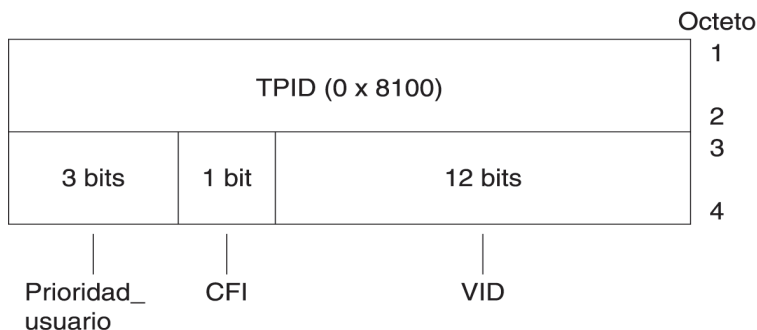 Octeto
1
TPID (0 x 8100)
2
3
3 bits
1 bit
12 bits
4
Prioridad_
usuario
CFI
VID